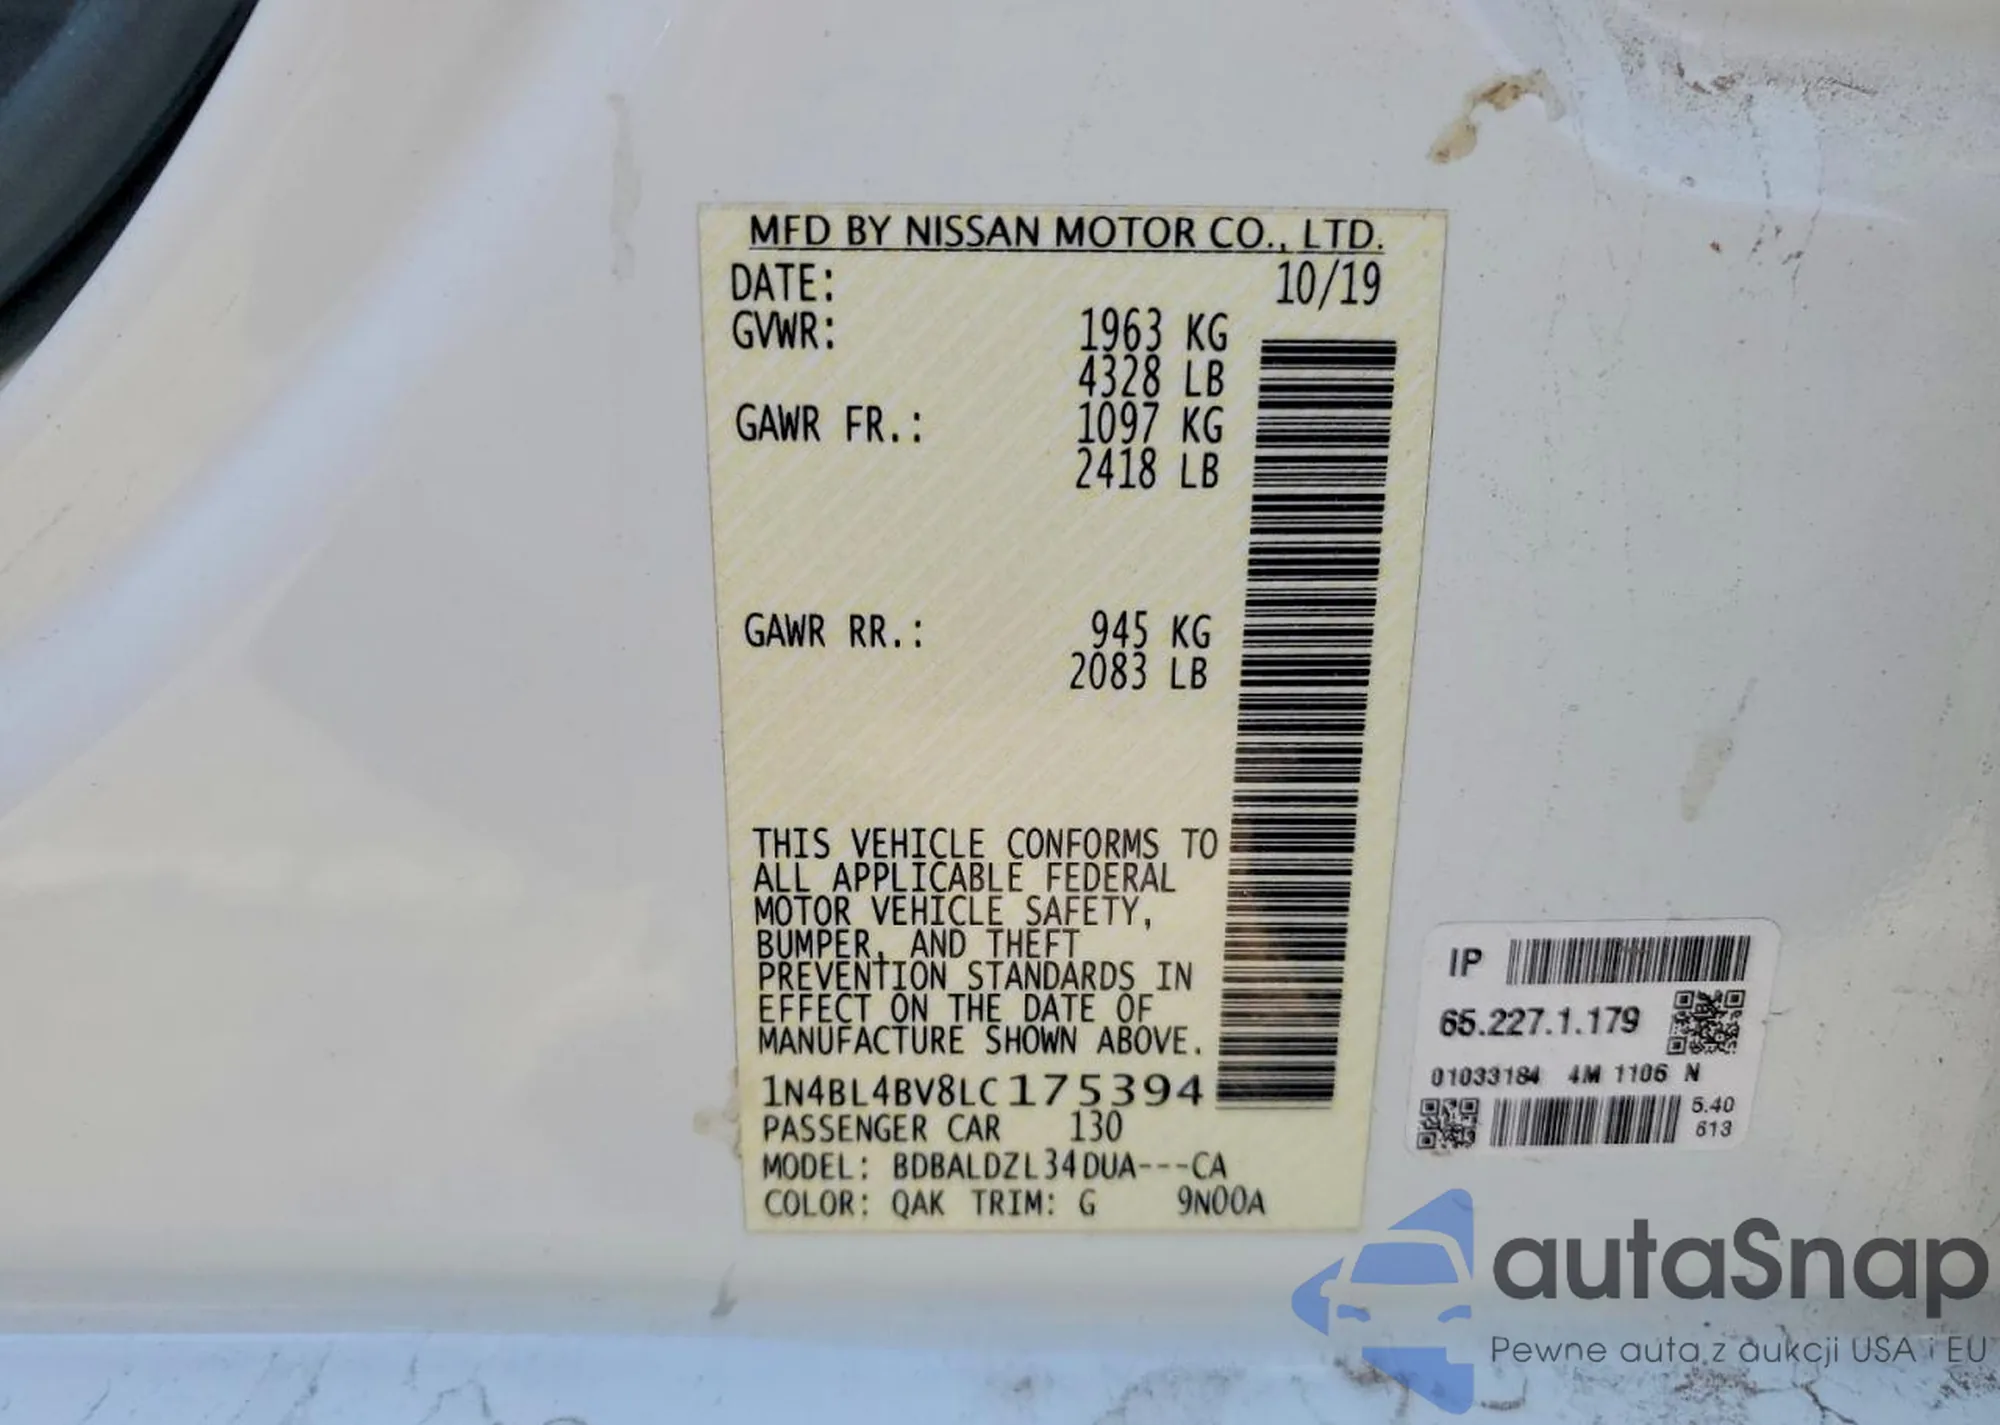 MFD BY NISSAN MOTOR CO., LTD.
DATE: 10/19
GVWR: 1963 KG
4328 LB
GAWR FR.: 1097 KG
2418 LB
GAWR RR.: 945 KG
2083 LB
THIS VEHICLE CONFORMS TO
ALL APPLICABLE FEDERAL
MOTOR VEHICLE SAFETY,
BUMPER, AND THEFT
PREVENTION STANDARDS IN
EFFECT ON THE DATE OF
MANUFACTURE SHOWN ABOVE.
1N4BL4BV8LC175394
PASSENGER CAR 130
MODEL: BDBALDZL34DUA---CA
COLOR: QAK TRIM: G 9N00A
IP
65.227.1.179
01033184 4M 1106 N
5.40
613
autaSnap
Pewne auta z aukcji USA i EU